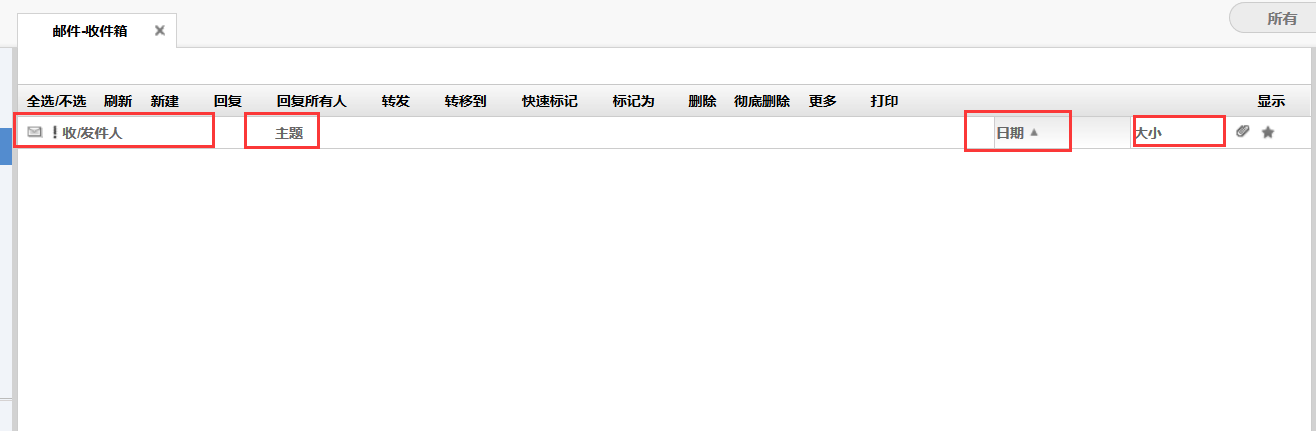 所有
邮件-收件箱
全选/不选 刷新 新建 回复 回复所有人 转发 转移到 快速标记 标记为 删除 彻底删除 更多 打印 显示
收/发件人 主题 日期 大小